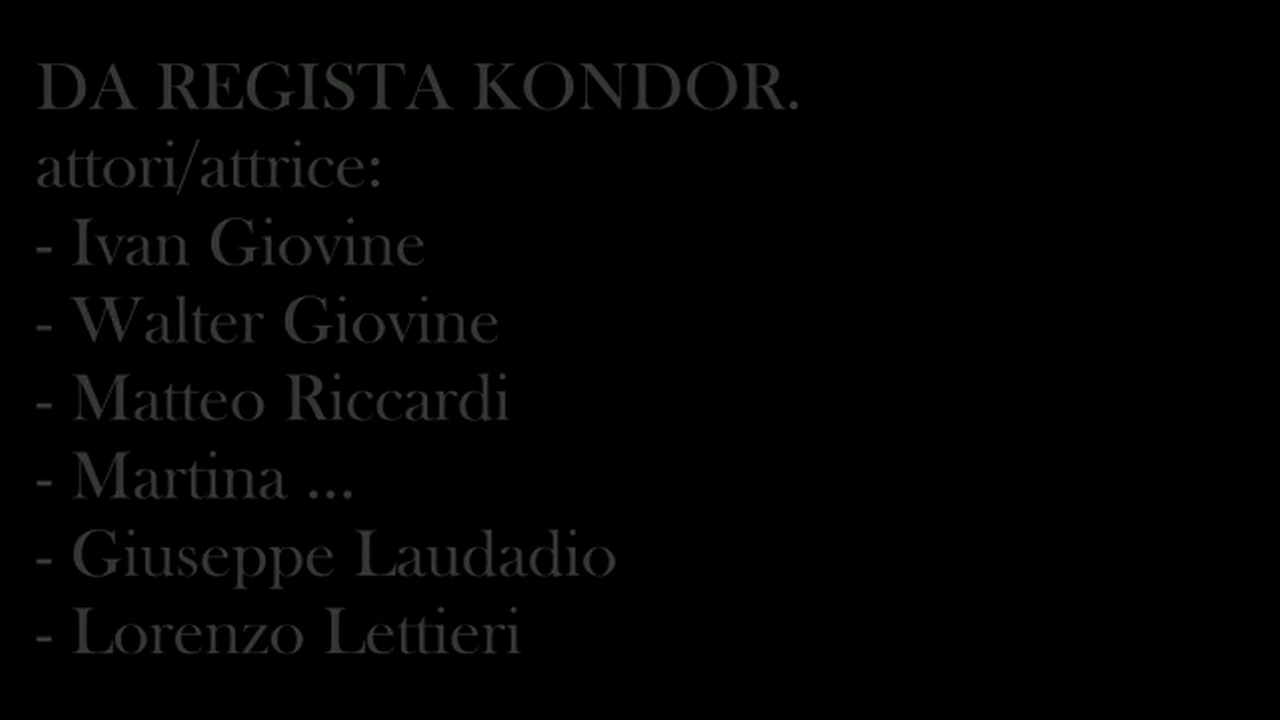 DA REGISTA KONDOR.
attori/attrice:
- Ivan Giovine
- Walter Giovine
- Matteo Riccardi
- Martina ...
- Giuseppe Laudadio
- Lorenzo Lettieri